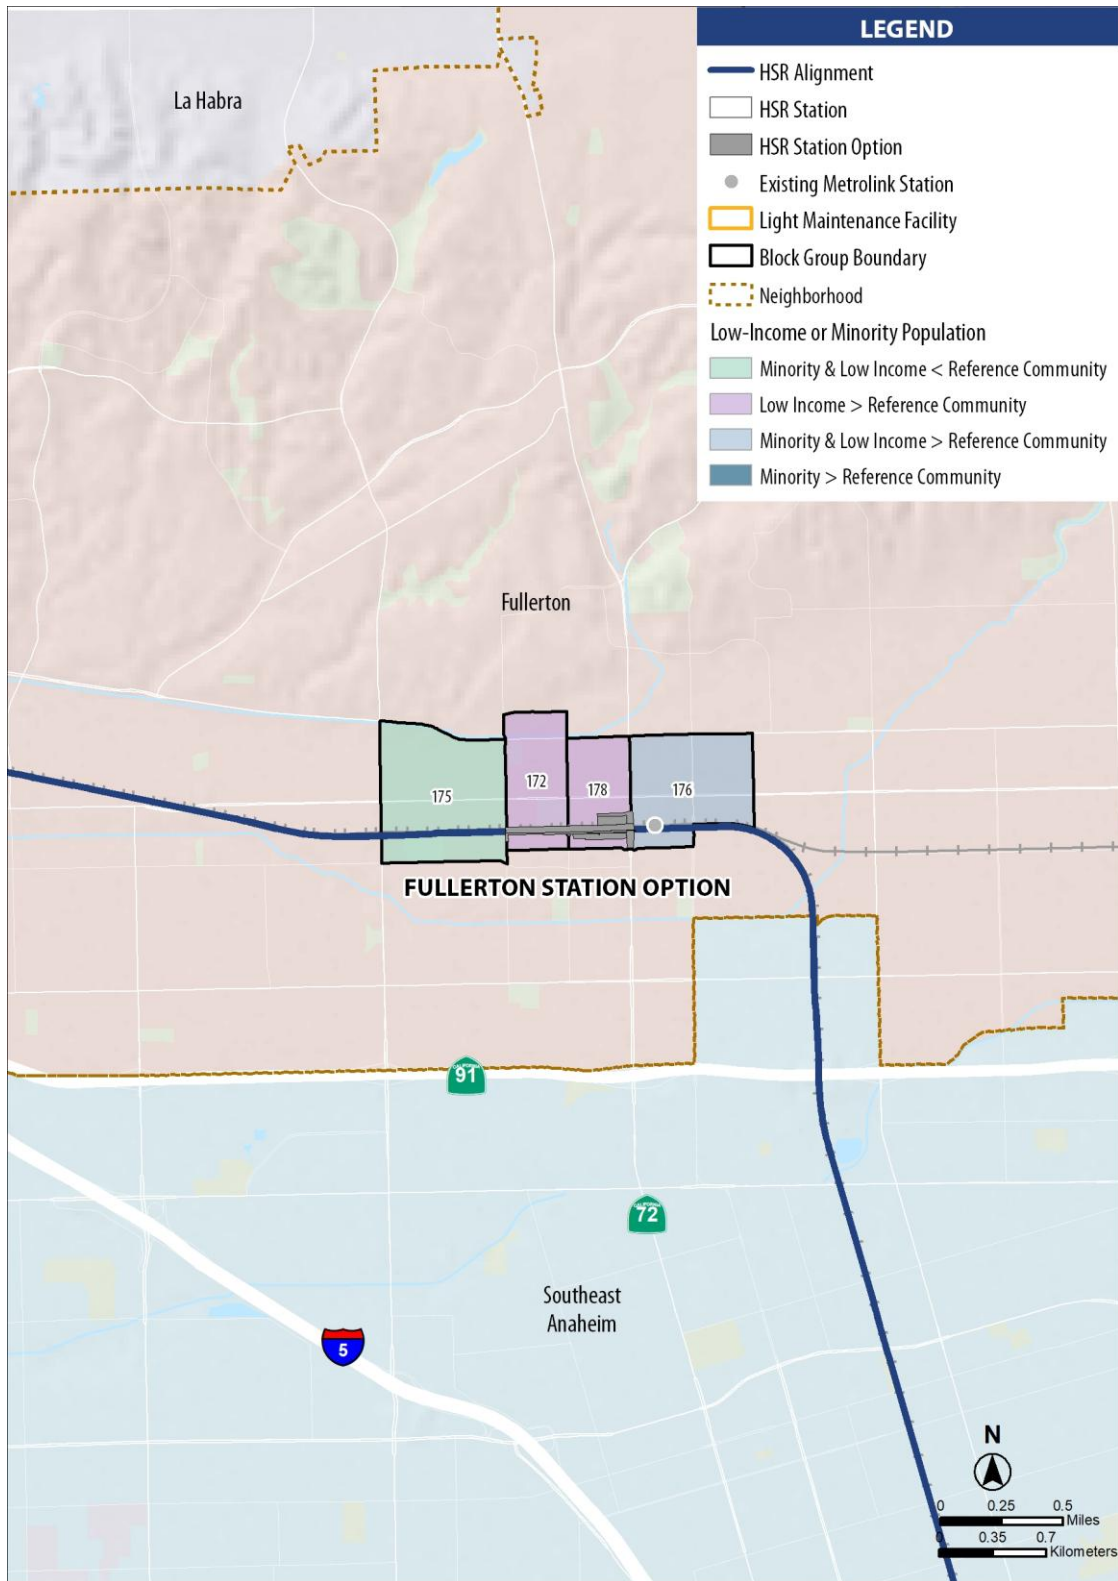 LEGEND
HSR Alignment
HSR Station
HSR Station Option
Existing Metrolink Station
Light Maintenance Facility
Block Group Boundary
Neighborhood
Low-Income or Minority Population
Minority & Low Income < Reference Community
Low Income > Reference Community
Minority & Low Income > Reference Community
Minority > Reference Community
La Habra
Fullerton
175
172
178
176
FULLERTON STATION OPTION
CALIFORNIA
91
CALIFORNIA
72
Southeast
Anaheim
5
N
0 0.25 0.5
Miles
0 0.35 0.7
Kilometers